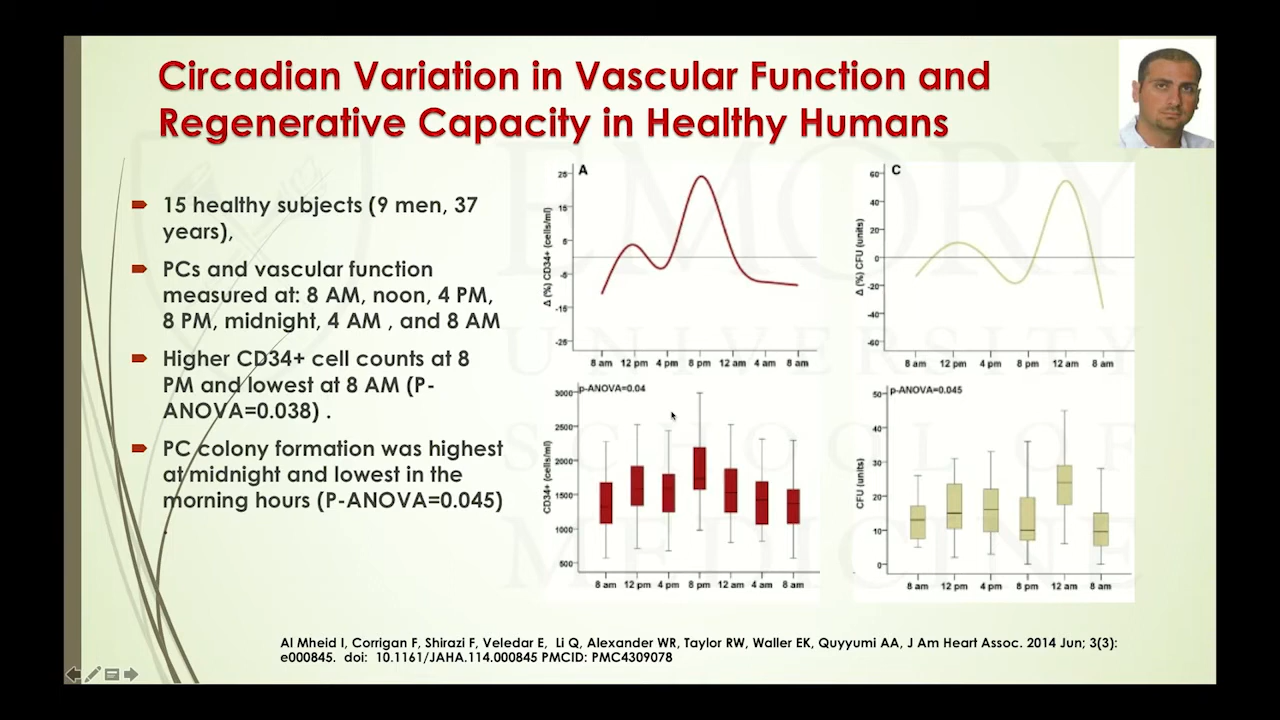 Circadian Variation in Vascular Function and
Regenerative Capacity in Healthy Humans
15 healthy subjects (9 men, 37
years),
PCs and vascular function
measured at: 8 AM, noon, 4 PM,
8 PM, midnight, 4 AM , and 8 AM
Higher CD34+ cell counts at 8
PM and lowest at 8 AM (P-
ANOVA=0.038) .
PC colony formation was highest
at midnight and lowest in the
morning hours (P-ANOVA=0.045)
.
A
Δ (%) CD34+ (cells/ml)
25
15
5
-5
-15
-25
8 am 12 pm 4 pm 8 pm 12 am 4 am 8 am
C
Δ (%) CFU (units)
60
40
20
0
-20
-40
-60
8 am 12 pm 4 pm 8 pm 12 am 8 am
p-ANOVA=0.04
CD34+ (cells/ml)
3000
2500
2000
1500
1000
500
8 am 12 pm 4 pm 8 pm 12 am 4 am 8 am
p-ANOVA=0.045
CFU (units)
50
40
30
20
10
0
8 am 12 pm 4 pm 8 pm 12 am 8 am
EMORY
UNIVERSITY
SCHOOL OF
MEDICINE
Al Mheid I, Corrigan F, Shirazi F, Veledar E, Li Q, Alexander WR, Taylor RW, Waller EK, Quyyumi AA, J Am Heart Assoc. 2014 Jun; 3(3):
e000845. doi: 10.1161/JAHA.114.000845 PMCID: PMC4309078